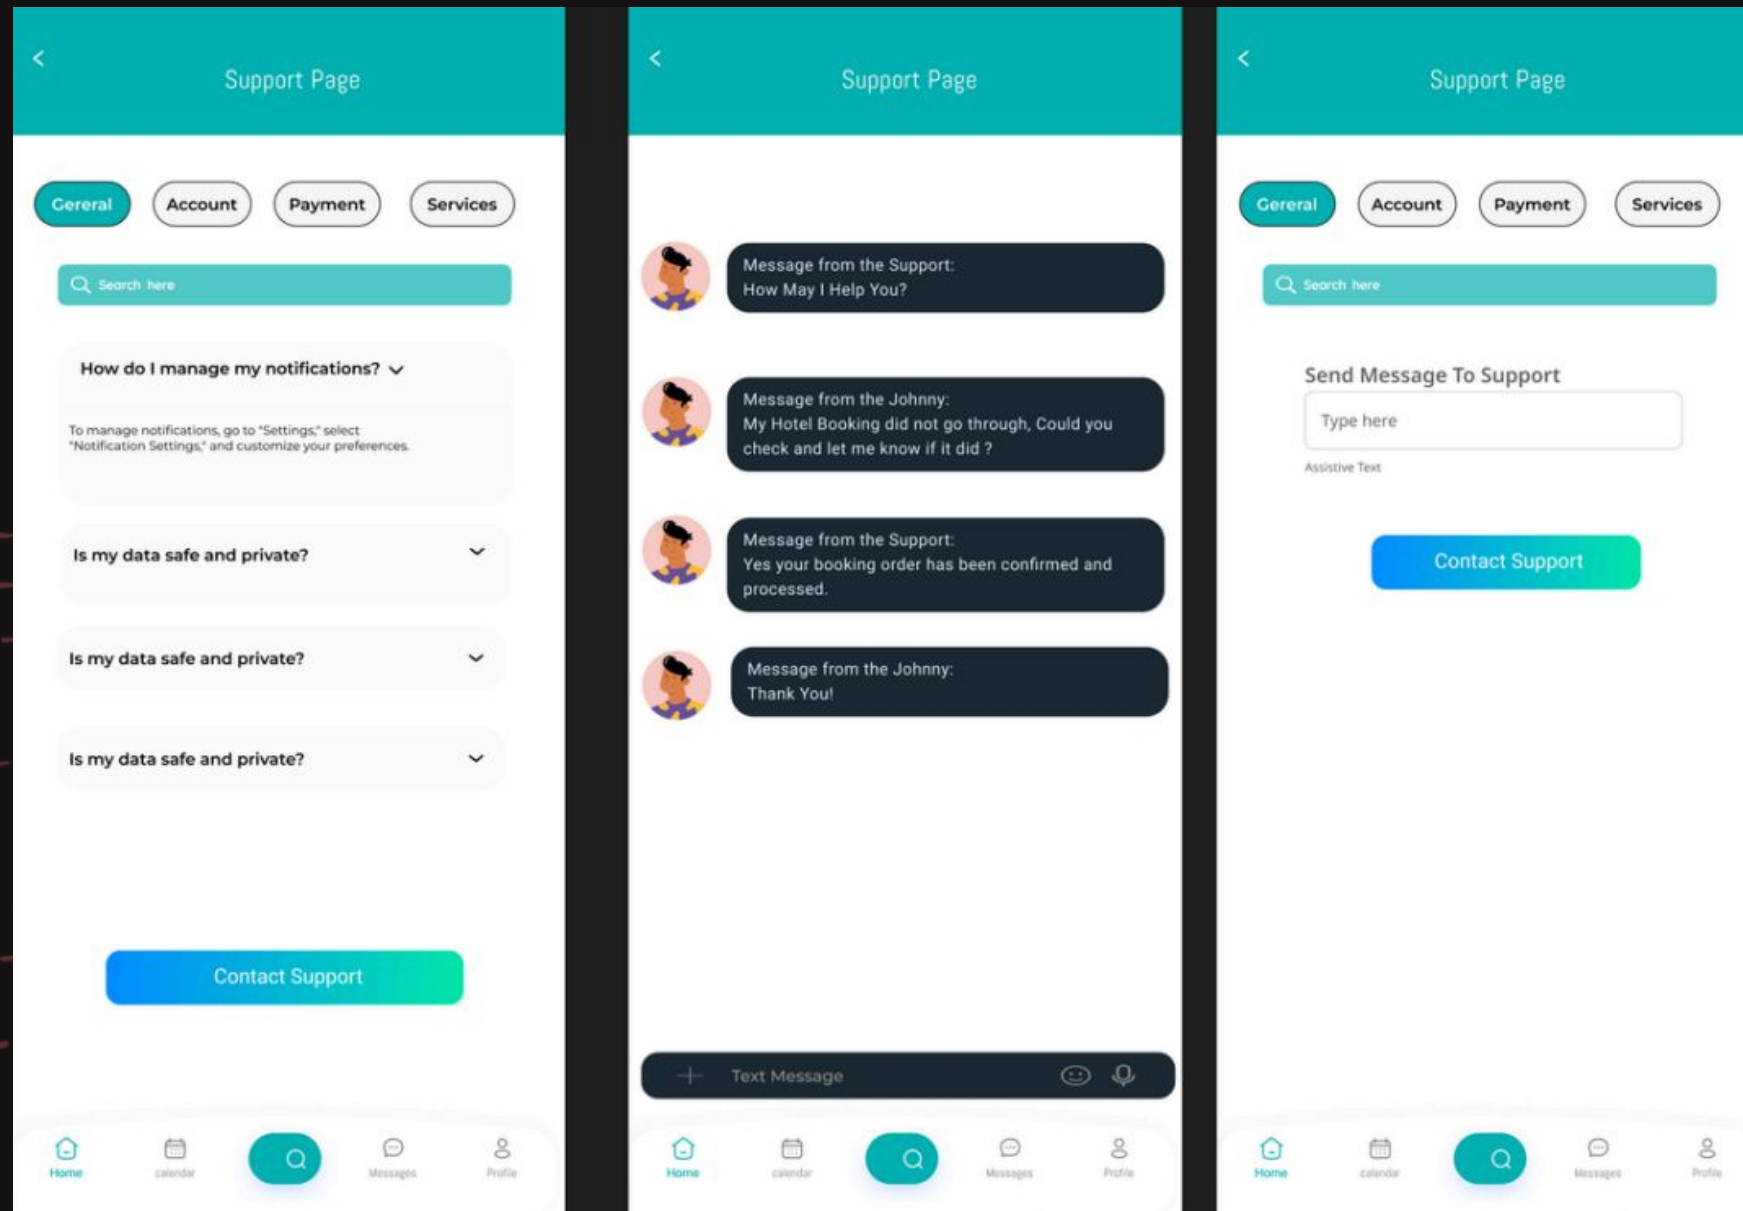 Support Page
Gereral
Account
Payment
Services
Search here
How do I manage my notifications?
To manage notifications, go to "Settings," select
"Notification Settings," and customize your preferences.
Is my data safe and private?
Is my data safe and private?
Is my data safe and private?
Contact Support
Home
calendar
Messages
Profile
Support Page
Message from the Support:
How May I Help You?
Message from the Johnny:
My Hotel Booking did not go through, Could you
check and let me know if it did ?
Message from the Support:
Yes your booking order has been confirmed and
processed.
Message from the Johnny:
Thank You!
Text Message
Home
calendar
Messages
Profile
Support Page
Gereral
Account
Payment
Services
Search here
Send Message To Support
Type here
Assistive Text
Contact Support
Home
calendar
Messages
Profile